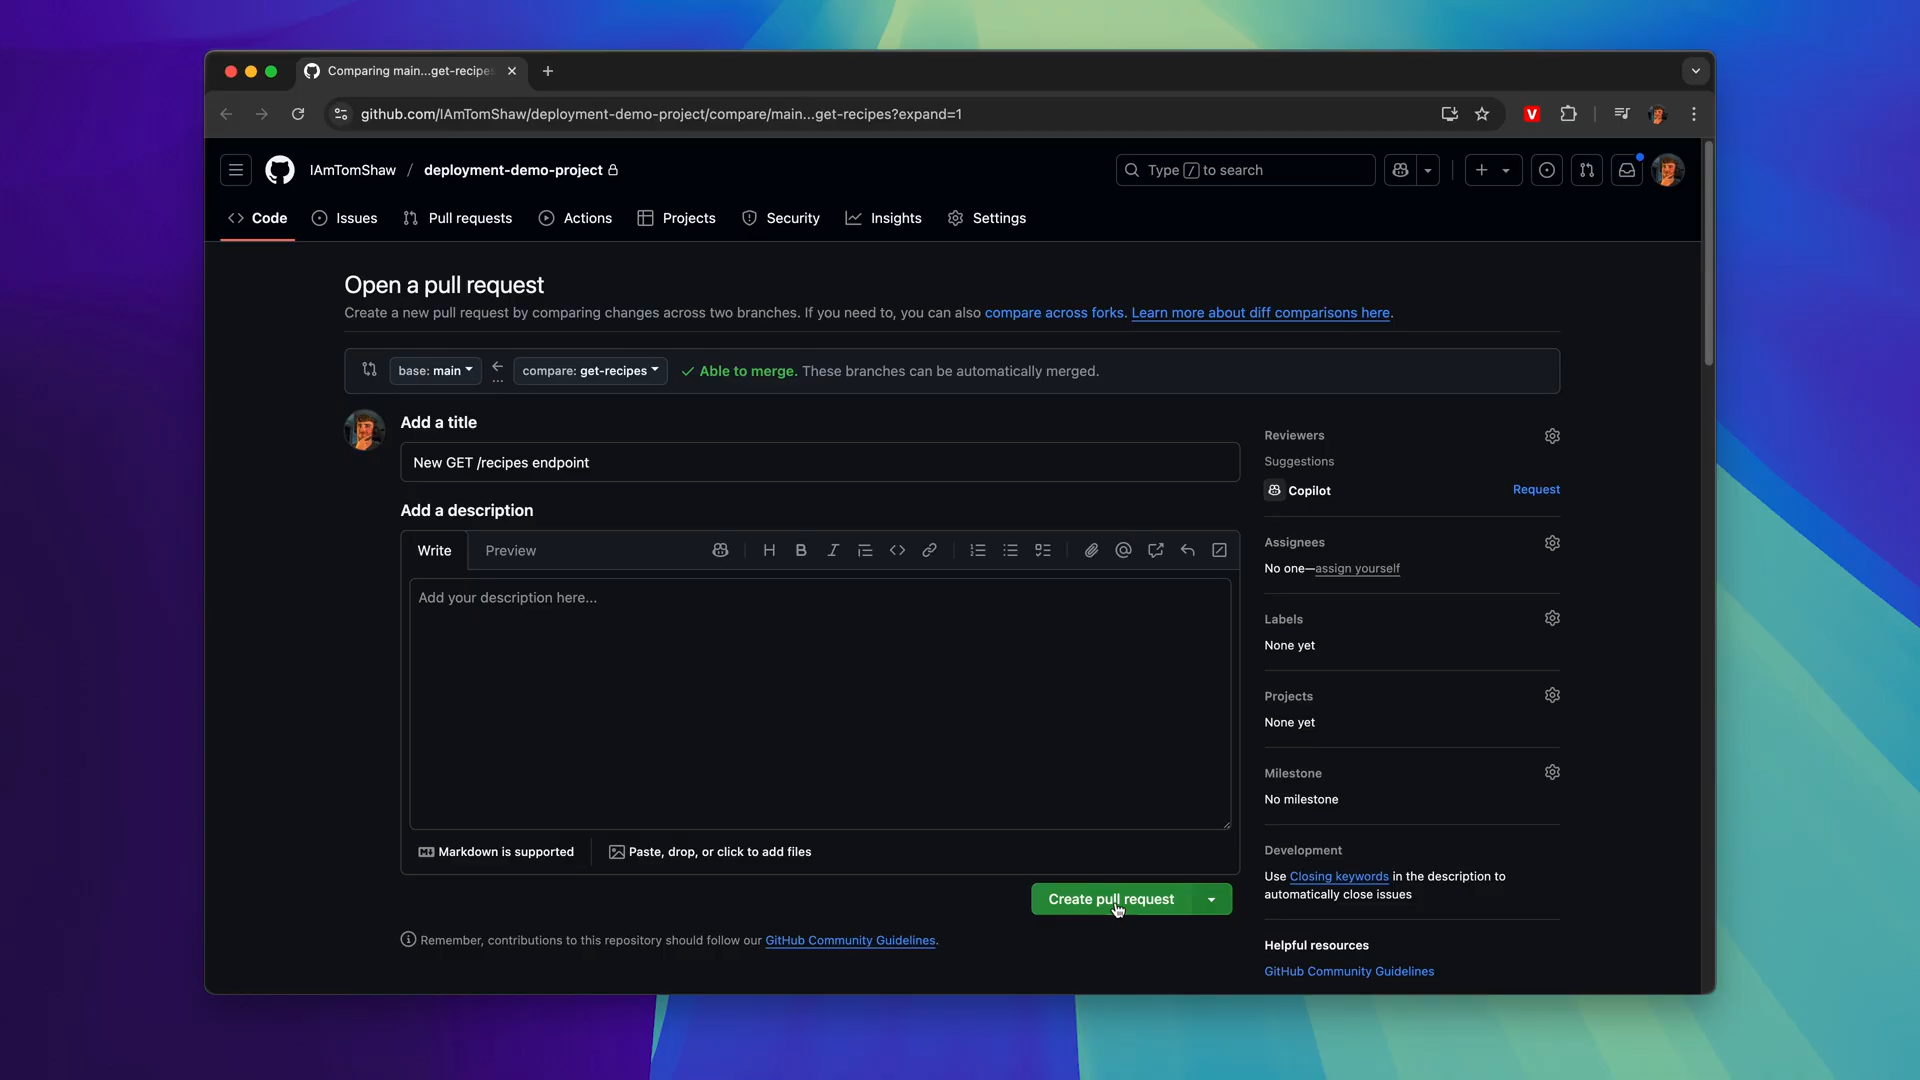 Comparing main...get-recipe
github.com/IAmTomShaw/deployment-demo-project/compare/main...get-recipes?expand=1
IAmTomShaw / deployment-demo-project
Type / to search
Code
Issues
Pull requests
Actions
Projects
Security
Insights
Settings
Open a pull request
Create a new pull request by comparing changes across two branches. If you need to, you can also compare across forks. Learn more about diff comparisons here.
base: main
compare: get-recipes
Able to merge. These branches can be automatically merged.
Add a title
New GET /recipes endpoint
Add a description
Write
Preview
Add your description here...
Markdown is supported
Paste, drop, or click to add files
Create pull request
Remember, contributions to this repository should follow our GitHub Community Guidelines.
Reviewers
Suggestions
Copilot
Request
Assignees
No one—assign yourself
Labels
None yet
Projects
None yet
Milestone
No milestone
Development
Use Closing keywords in the description to
automatically close issues
Helpful resources
GitHub Community Guidelines